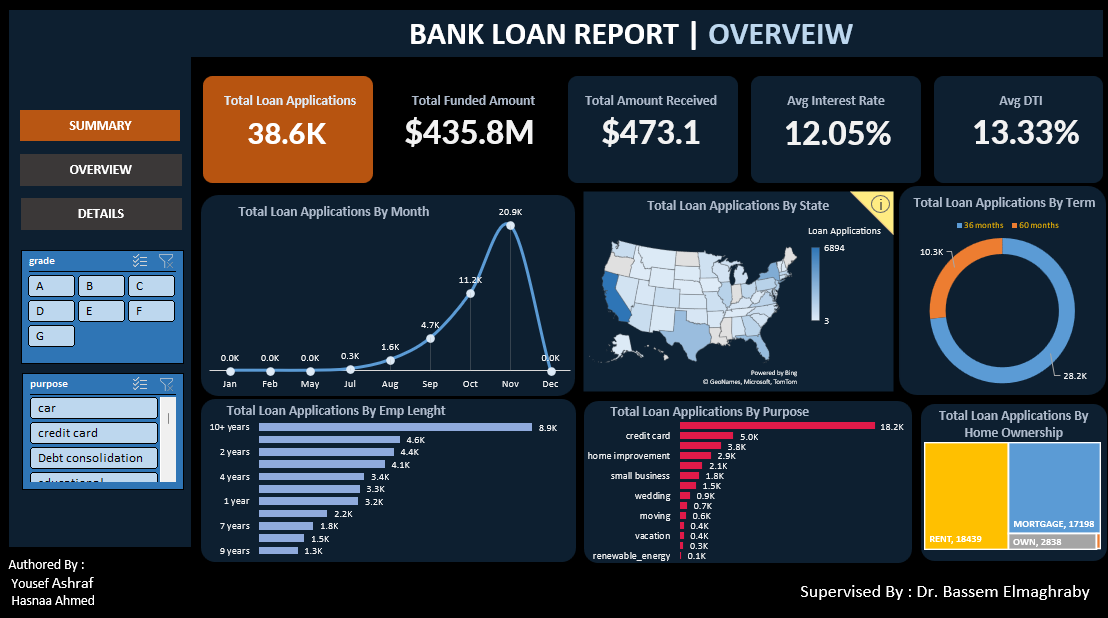 BANK LOAN REPORT | OVERVEIW
SUMMARY
OVERVIEW
DETAILS
grade
A
B
C
D
E
F
G
purpose
car
credit card
Debt consolidation
educational
Total Loan Applications
38.6K
Total Funded Amount
$435.8M
Total Amount Received
$473.1
Avg Interest Rate
12.05%
Avg DTI
13.33%
Total Loan Applications By Month
0.0K
0.0K
0.0K
0.3K
1.6K
4.7K
11.2K
20.9K
0.0K
Jan
Feb
May
Jul
Aug
Sep
Oct
Nov
Dec
Total Loan Applications By State
Loan Applications
6894
3
Powered by Bing
© GeoNames, Microsoft, TomTom
Total Loan Applications By Term
36 months
60 months
10.3K
28.2K
Total Loan Applications By Emp Lenght
10+ years
8.9K
4.6K
2 years
4.4K
4.1K
4 years
3.4K
3.3K
1 year
3.2K
2.2K
7 years
1.8K
1.5K
9 years
1.3K
Total Loan Applications By Purpose
18.2K
credit card
5.0K
3.8K
home improvement
2.9K
2.1K
small business
1.8K
1.5K
wedding
0.9K
0.7K
moving
0.6K
0.4K
vacation
0.4K
0.3K
renewable_energy
0.1K
Total Loan Applications By
Home Ownership
RENT, 18439
MORTGAGE, 17198
OWN, 2838
Authored By :
Yousef Ashraf
Hasnaa Ahmed
Supervised By : Dr. Bassem Elmaghraby